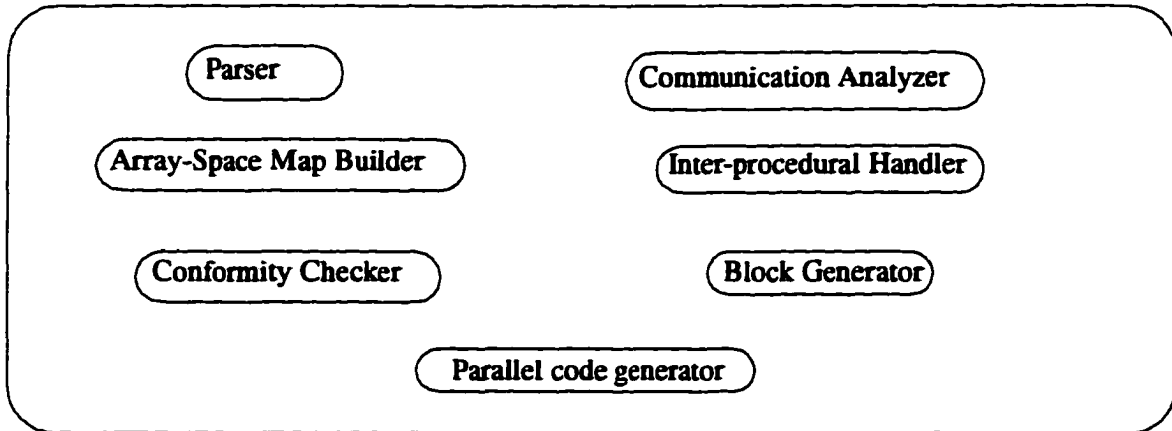 Parser
Communication Analyzer
Array-Space Map Builder
Inter-procedural Handler
Conformity Checker
Block Generator
Parallel code generator